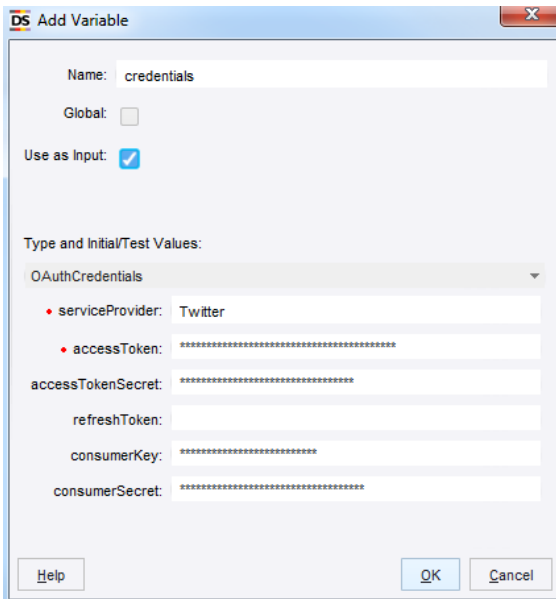 DS Add Variable
Name: credentials
Global:
Use as Input:
Type and Initial/Test Values:
OAuthCredentials
• serviceProvider: Twitter
• accessToken: *****************************************
accessTokenSecret: *********************************
refreshToken:
consumerKey: **************************
consumerSecret: ***********************************
Help OK Cancel